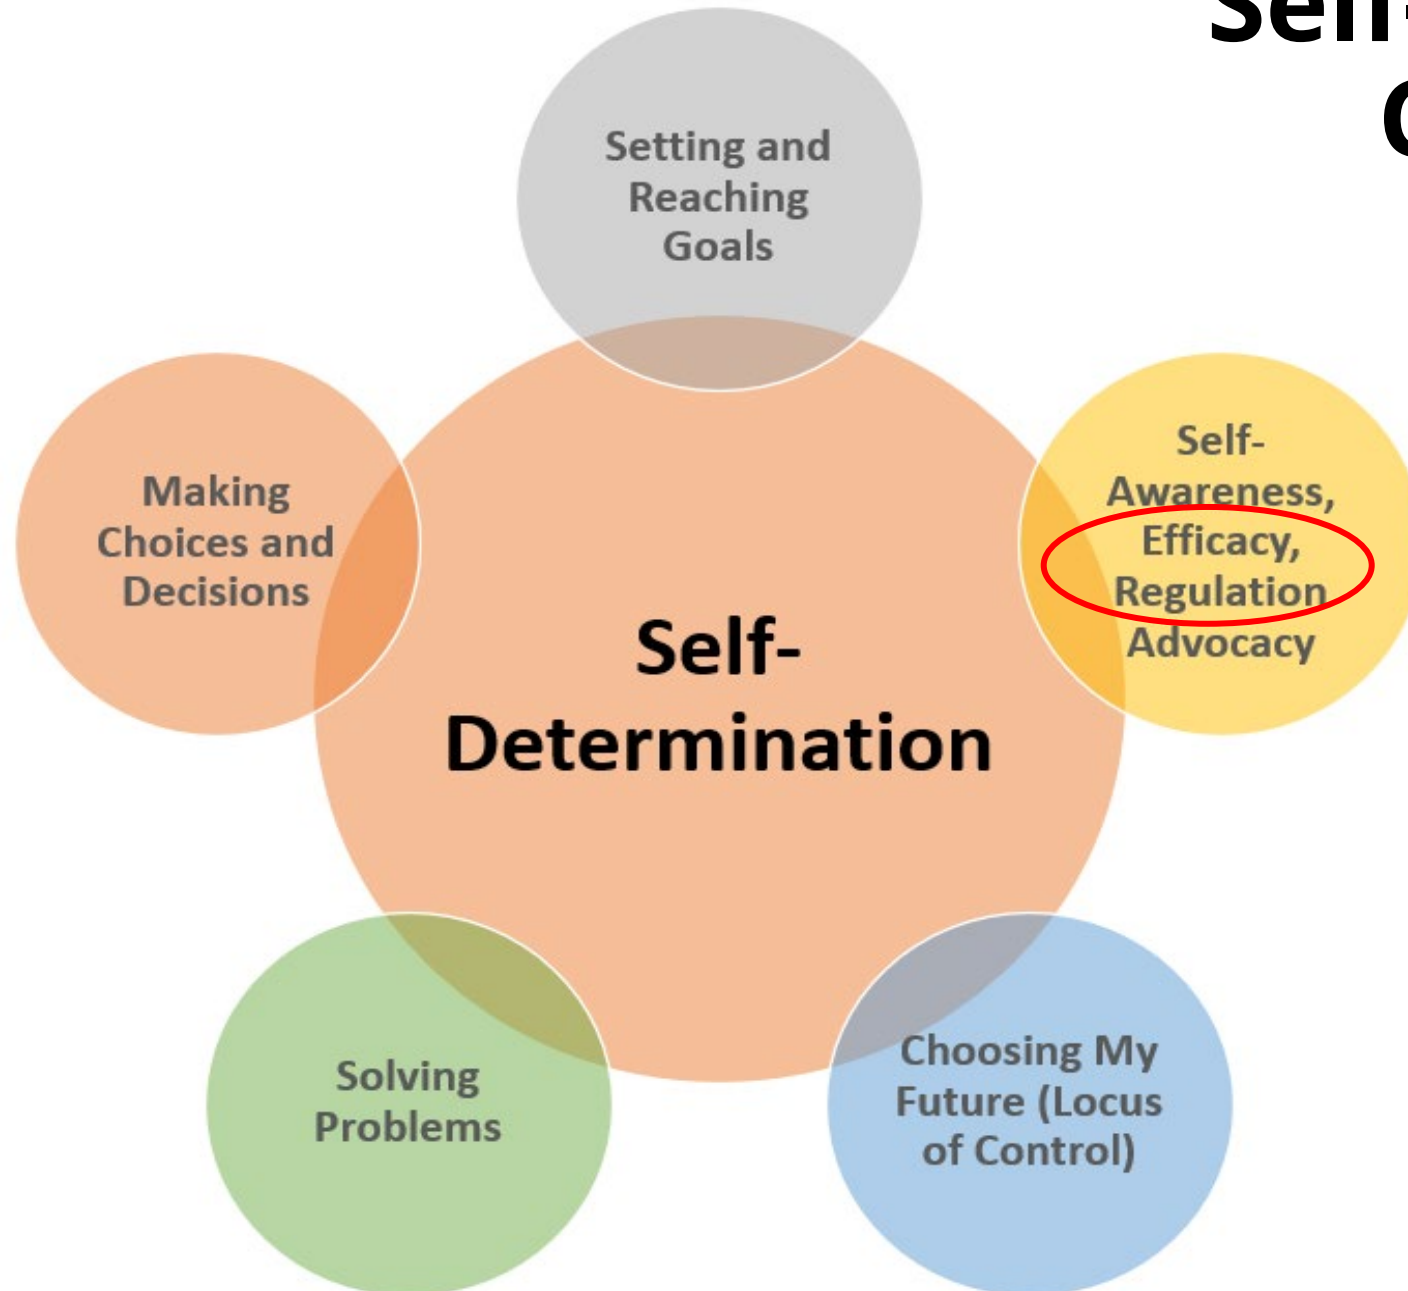 Self-
Setting and
Reaching
Goals
Self-
Awareness,
Efficacy,
Regulation
Advocacy
Making
Choices and
Decisions
Self-
Determination
Solving
Problems
Choosing My
Future (Locus
of Control)